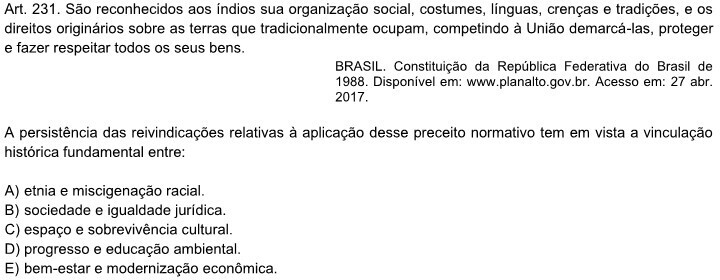 Art. 231. São reconhecidos aos índios sua organização social, costumes, línguas, crenças e tradições, e os
direitos originários sobre as terras que tradicionalmente ocupam, competindo à União demarcá-las, proteger
e fazer respeitar todos os seus bens.
BRASIL. Constituição da República Federativa do Brasil de
1988. Disponível em: www.planalto.gov.br. Acesso em: 27 abr.
2017.
A persistência das reivindicações relativas à aplicação desse preceito normativo tem em vista a vinculação
histórica fundamental entre:
A) etnia e miscigenação racial.
B) sociedade e igualdade jurídica.
C) espaço e sobrevivência cultural.
D) progresso e educação ambiental.
E) bem-estar e modernização econômica.